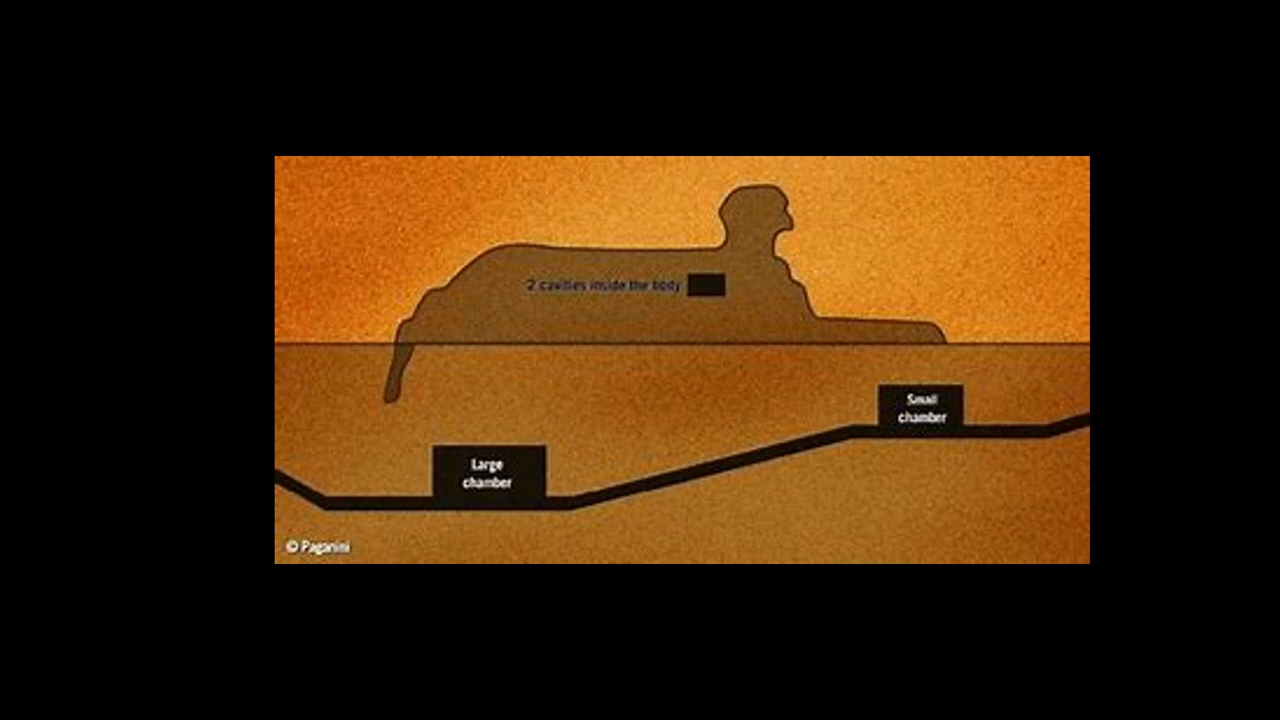 2 cavities inside the body
Small
chamber
Large
chamber
© Paganini